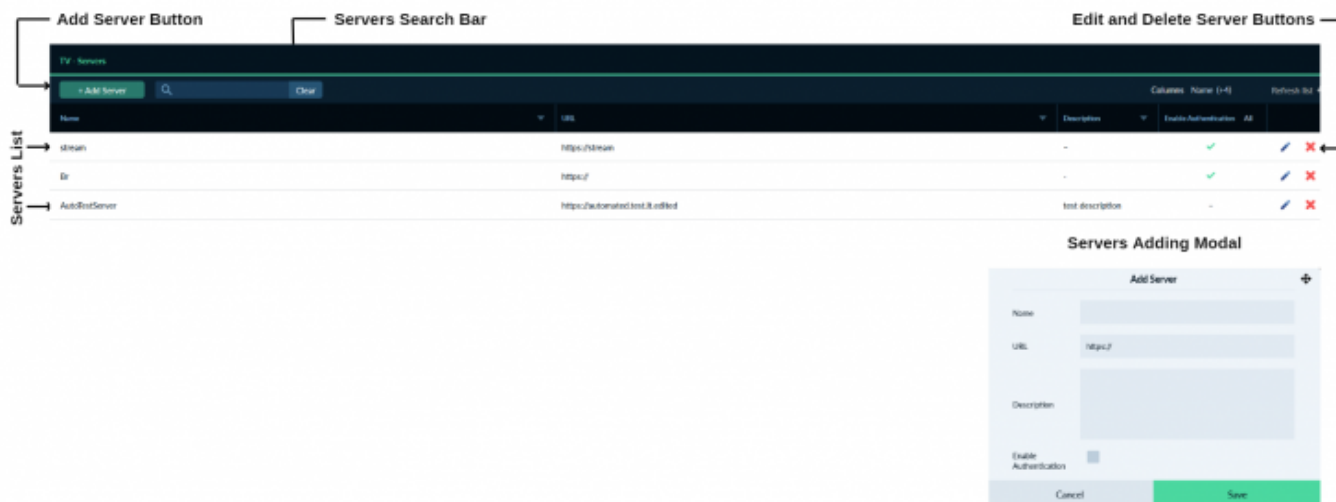 Add Server Button
Servers Search Bar
Edit and Delete Server Buttons
TV - Servers
+ Add Server
Clear
Columns Name (+4)
Refresh list
Name
URL
Description
Enable Authentication All
Servers List
stream
https://stream
-
Br
https://
-
AutoTestServer
https://automated.test.lt.edited
test description
-
Servers Adding Modal
Add Server
Name
URL
https://
Description
Enable
Authentication
Cancel
Save